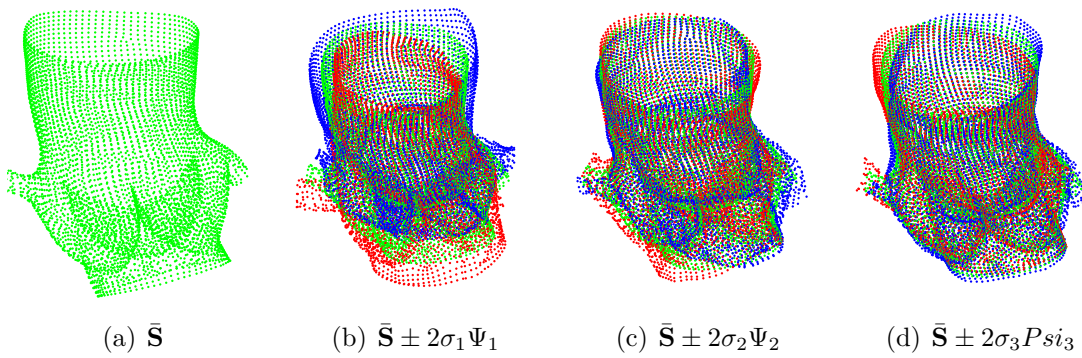 (a) S̄
(b) S̄ ± 2σ₁Ψ₁
(c) S̄ ± 2σ₂Ψ₂
(d) S̄ ± 2σ₃Psi₃